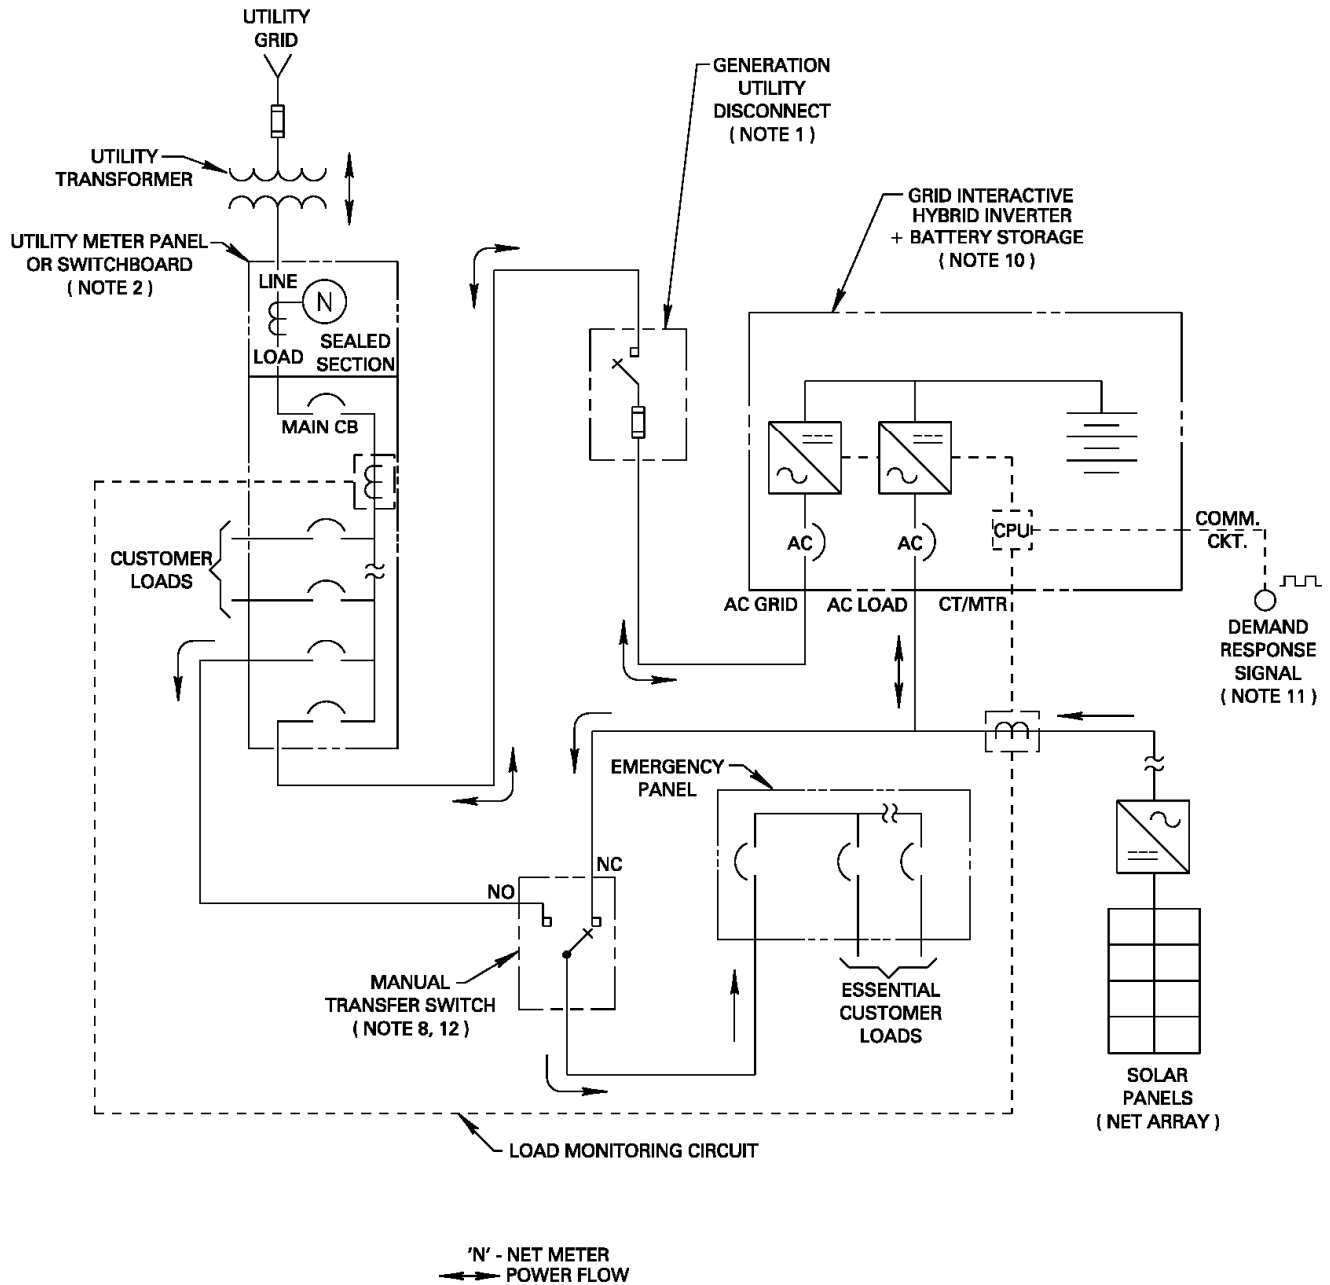 UTILITY
GRID
GENERATION
UTILITY
DISCONNECT
( NOTE 1 )
UTILITY
TRANSFORMER
GRID INTERACTIVE
HYBRID INVERTER
+ BATTERY STORAGE
( NOTE 10 )
UTILITY METER PANEL
OR SWITCHBOARD
( NOTE 2 )
LINE
N
LOAD
SEALED
SECTION
MAIN CB
CUSTOMER
LOADS
AC
AC
CPU
COMM.
CKT.
AC GRID
AC LOAD
CT/MTR
DEMAND
RESPONSE
SIGNAL
( NOTE 11 )
EMERGENCY
PANEL
NC
NO
MANUAL
TRANSFER SWITCH
( NOTE 8, 12 )
ESSENTIAL
CUSTOMER
LOADS
SOLAR
PANELS
( NET ARRAY )
LOAD MONITORING CIRCUIT
'N' - NET METER
POWER FLOW